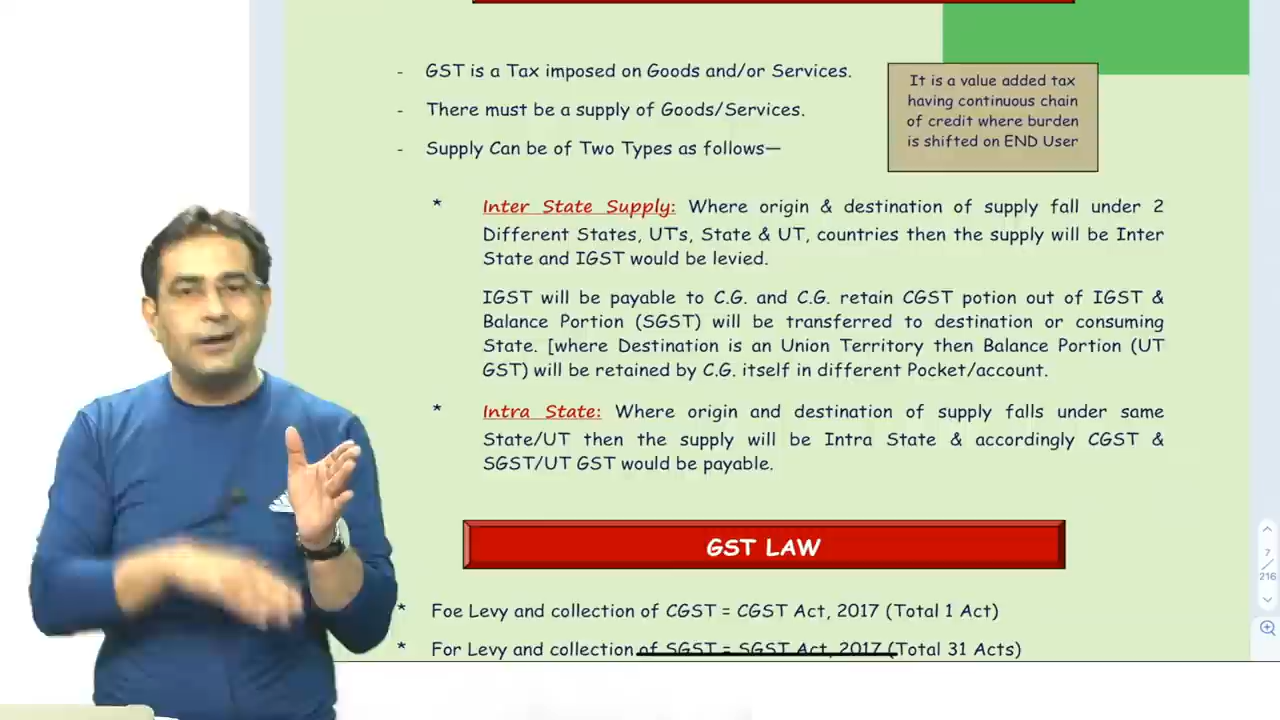 - GST is a Tax imposed on Goods and/or Services.
- There must be a supply of Goods/Services.
- Supply Can be of Two Types as follows—
It is a value added tax
having continuous chain
of credit where burden
is shifted on END User
* Inter State Supply: Where origin & destination of supply fall under 2
Different States, UT's, State & UT, countries then the supply will be Inter
State and IGST would be levied.
IGST will be payable to C.G. and C.G. retain CGST potion out of IGST &
Balance Portion (SGST) will be transferred to destination or consuming
State. [where Destination is an Union Territory then Balance Portion (UT
GST) will be retained by C.G. itself in different Pocket/account.
* Intra State: Where origin and destination of supply falls under same
State/UT then the supply will be Intra State & accordingly CGST &
SGST/UT GST would be payable.
GST LAW
* Foe Levy and collection of CGST = CGST Act, 2017 (Total 1 Act)
* For Levy and collection of SGST = SGST Act, 2017 (Total 31 Acts)
7
/
216